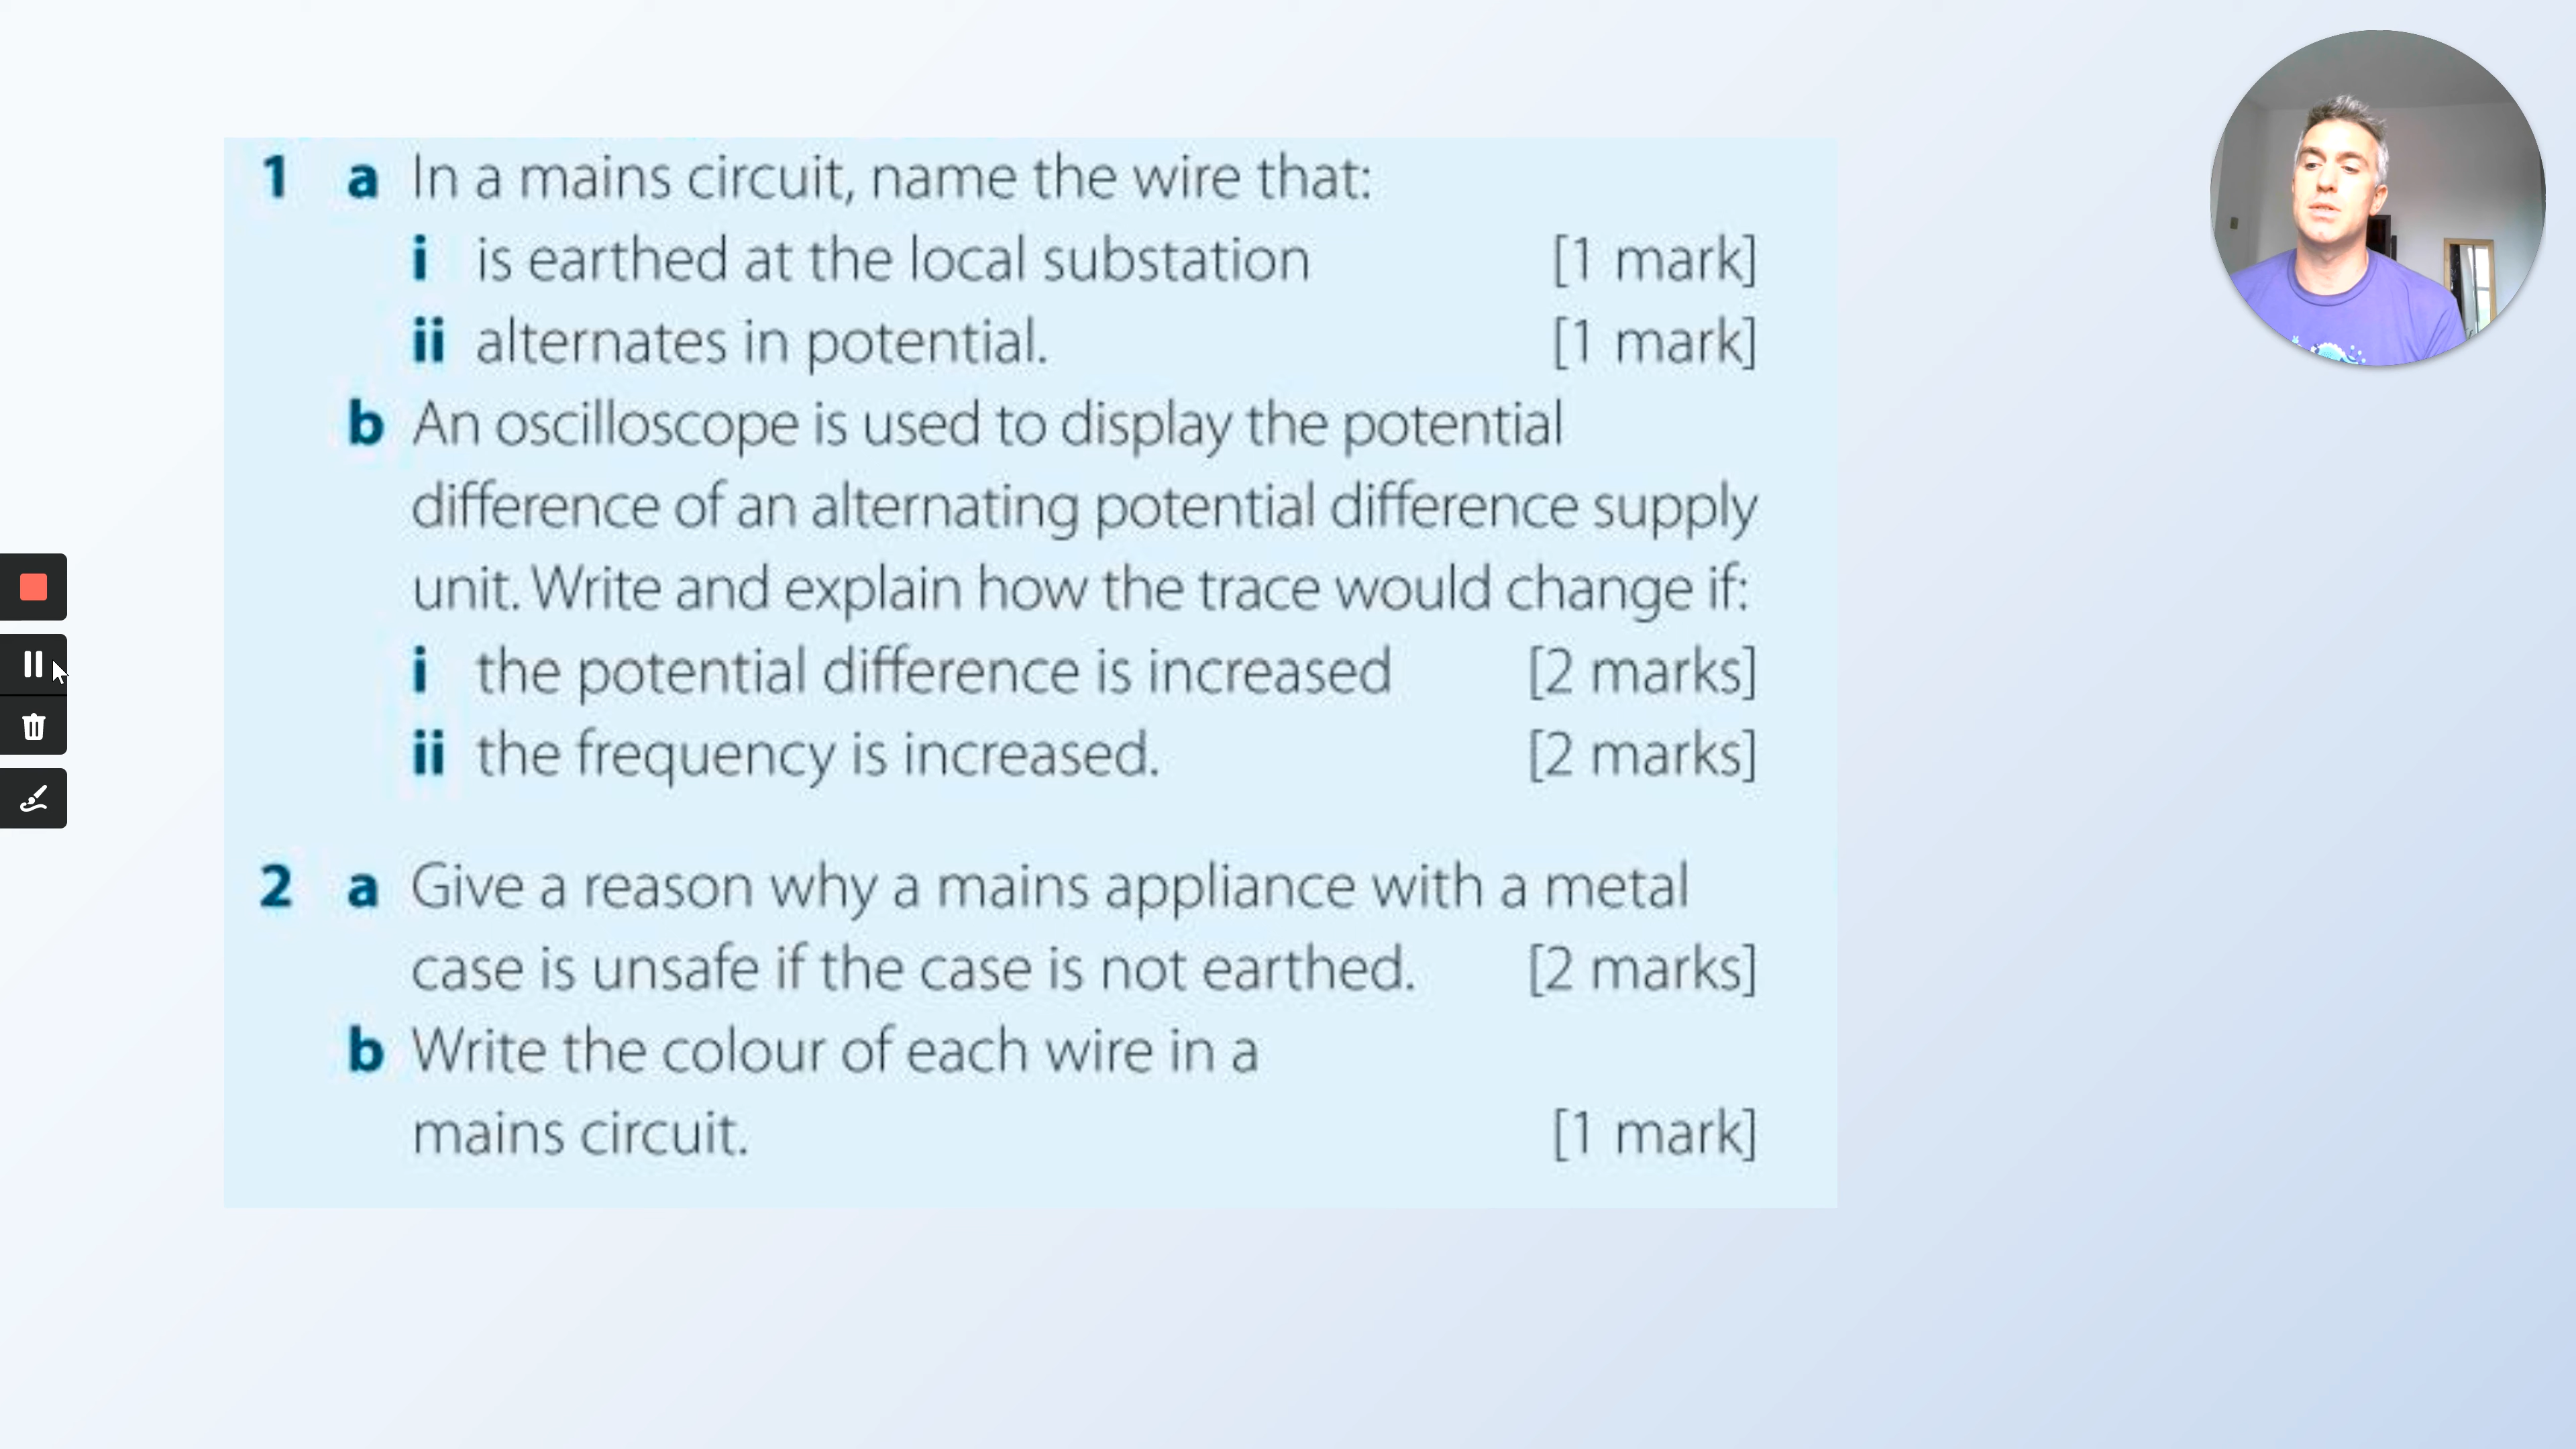 1 a In a mains circuit, name the wire that:
i is earthed at the local substation [1 mark]
ii alternates in potential. [1 mark]
b An oscilloscope is used to display the potential
difference of an alternating potential difference supply
unit. Write and explain how the trace would change if:
i the potential difference is increased [2 marks]
ii the frequency is increased. [2 marks]
2 a Give a reason why a mains appliance with a metal
case is unsafe if the case is not earthed. [2 marks]
b Write the colour of each wire in a
mains circuit. [1 mark]